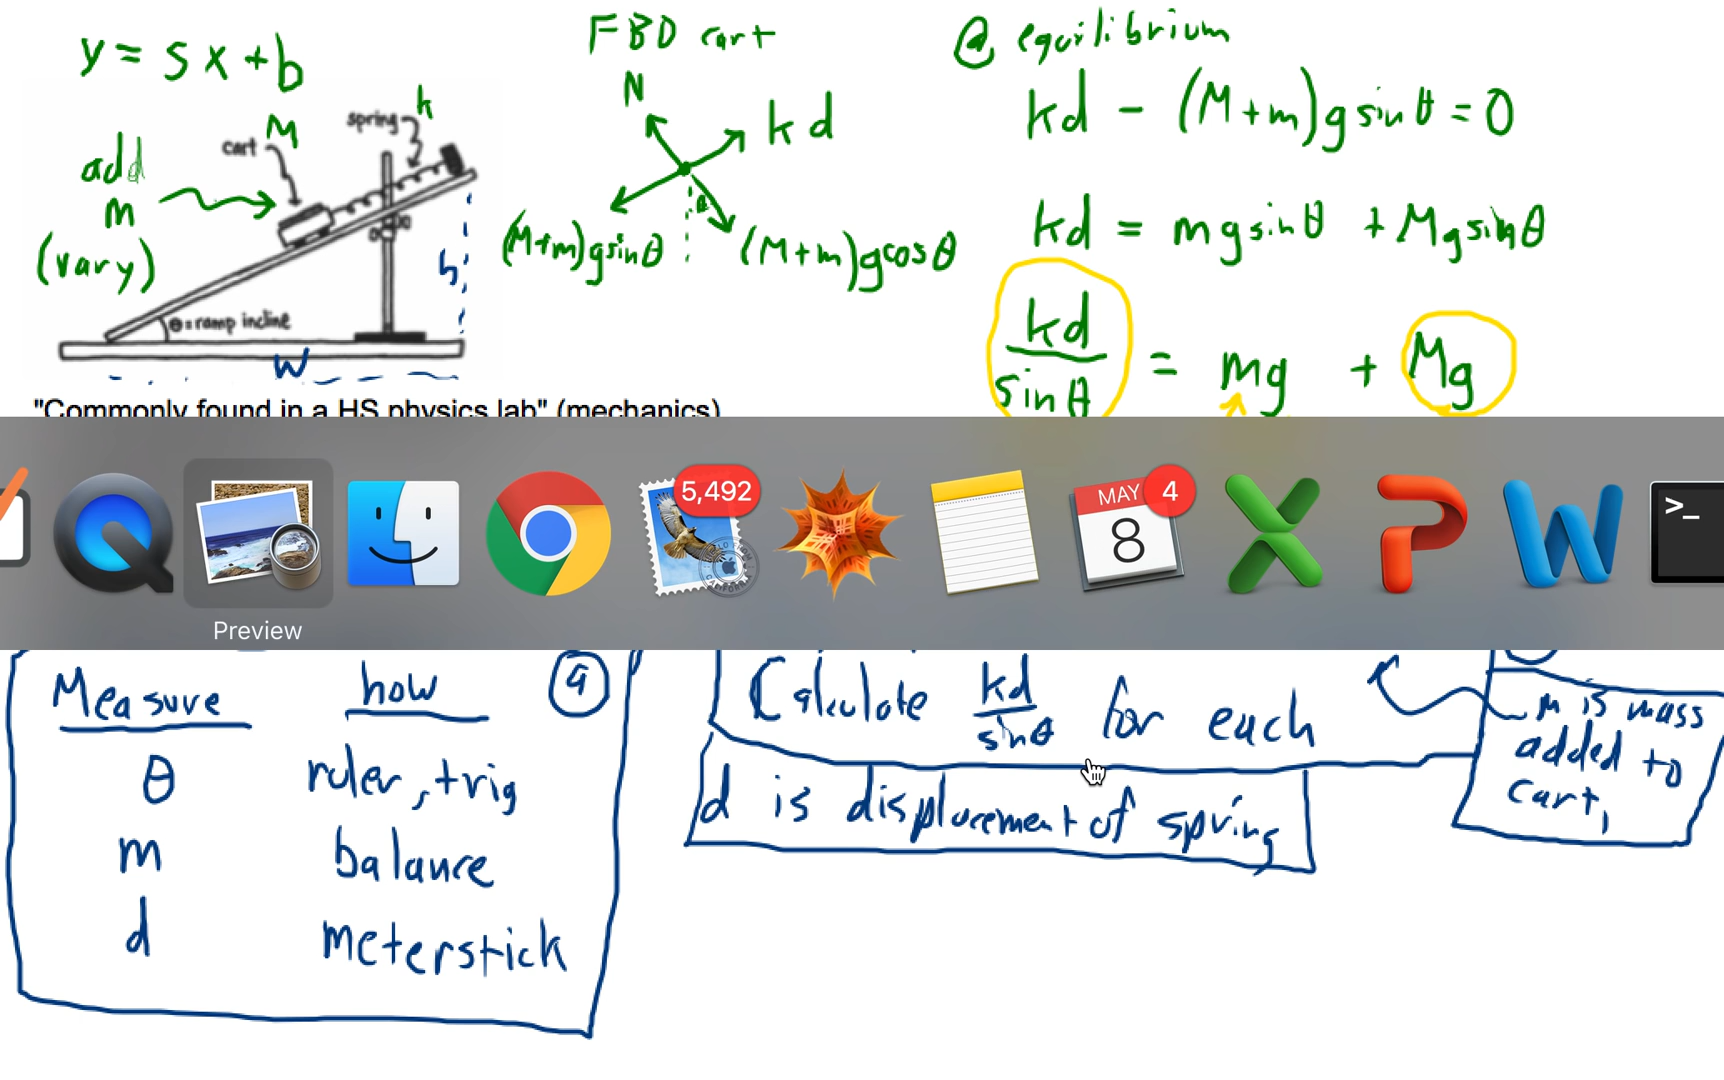 y = 5x + b
FBD cart
@ equilibrium
N
kd
kd - (M+m)g sin θ = 0
add
m
(vary)
cart
M
spring
k
(M+m)g sin θ
θ
(M+m)g cos θ
kd = mg sin θ + Mg sin θ
h
θ = ramp incline
w
kd
sin θ
= mg + Mg
"Commonly found in a HS physics lab" (mechanics)
5,492
MAY
4
8
>_
Preview
Measure how
θ ruler, trig
m balance
d meterstick
Calculate kd
sin θ
for each
d is displacement of spring
m is mass
added to
cart,